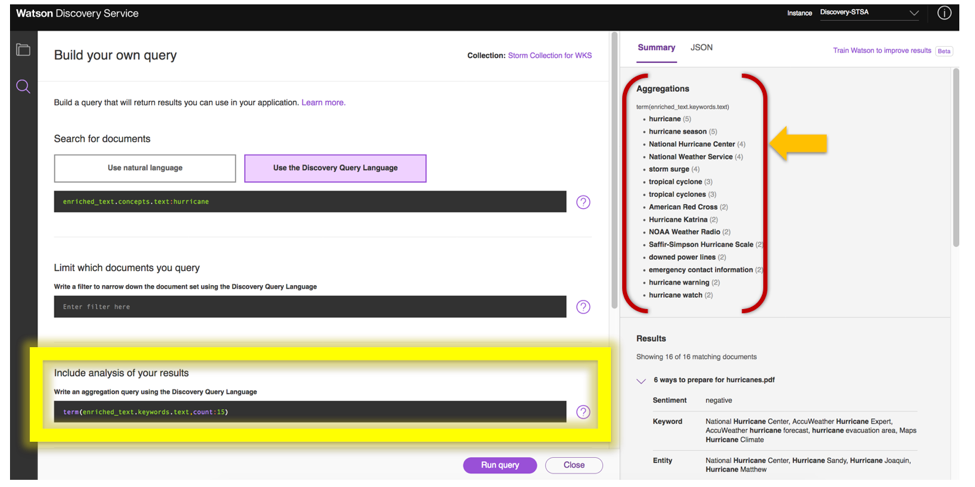 Watson Discovery Service
Instance
Discovery-STSA
Build your own query
Collection: Storm Collection for WKS
Build a query that will return results you can use in your application. Learn more.
Search for documents
Use natural language
Use the Discovery Query Language
enriched_text.concepts.text:hurricane
Limit which documents you query
Write a filter to narrow down the document set using the Discovery Query Language
Enter filter here
Include analysis of your results
Write an aggregation query using the Discovery Query Language
term(enriched_text.keywords.text,count:15)
Run query
Close
Summary
JSON
Train Watson to improve results
Beta
Aggregations
term(enriched_text.keywords.text)
hurricane (5)
hurricane season (5)
National Hurricane Center (4)
National Weather Service (4)
storm surge (4)
tropical cyclone (3)
tropical cyclones (3)
American Red Cross (2)
Hurricane Katrina (2)
NOAA Weather Radio (2)
Saffir-Simpson Hurricane Scale (2)
downed power lines (2)
emergency contact information (2)
hurricane warning (2)
hurricane watch (2)
Results
Showing 16 of 16 matching documents
6 ways to prepare for hurricanes.pdf
Sentiment
negative
Keyword
National Hurricane Center, AccuWeather Hurricane Expert,
AccuWeather hurricane forecast, hurricane evacuation area, Maps
Hurricane Climate
Entity
National Hurricane Center, Hurricane Sandy, Hurricane Joaquin,
Hurricane Matthew